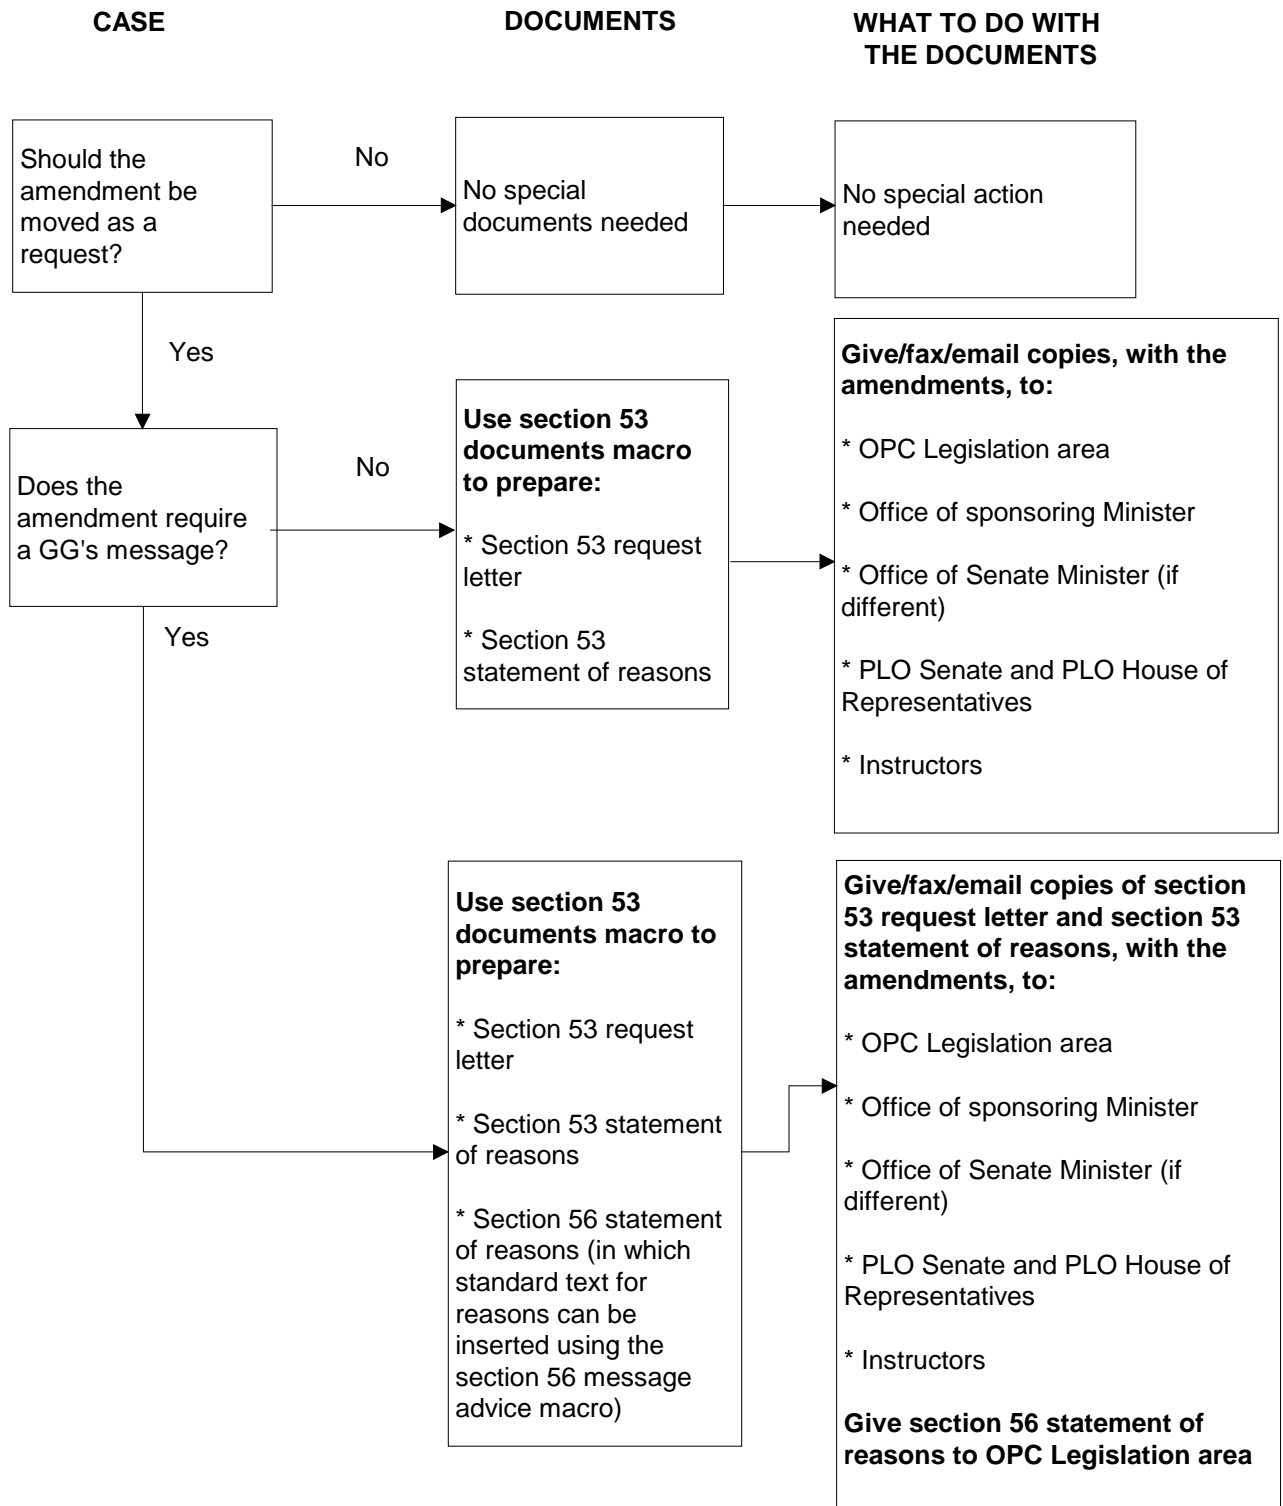 CASE
DOCUMENTS
WHAT TO DO WITH
THE DOCUMENTS
Should the
amendment be
moved as a
request?
No
No special
documents needed
No special action
needed
Yes
Does the
amendment require
a GG's message?
No
Use section 53
documents macro
to prepare:
* Section 53 request
letter
* Section 53
statement of reasons
Give/fax/email copies, with the
amendments, to:
* OPC Legislation area
* Office of sponsoring Minister
* Office of Senate Minister (if
different)
* PLO Senate and PLO House of
Representatives
* Instructors
Yes
Use section 53
documents macro to
prepare:
* Section 53 request
letter
* Section 53 statement
of reasons
* Section 56 statement
of reasons (in which
standard text for
reasons can be
inserted using the
section 56 message
advice macro)
Give/fax/email copies of section
53 request letter and section 53
statement of reasons, with the
amendments, to:
* OPC Legislation area
* Office of sponsoring Minister
* Office of Senate Minister (if
different)
* PLO Senate and PLO House of
Representatives
* Instructors
Give section 56 statement of
reasons to OPC Legislation area